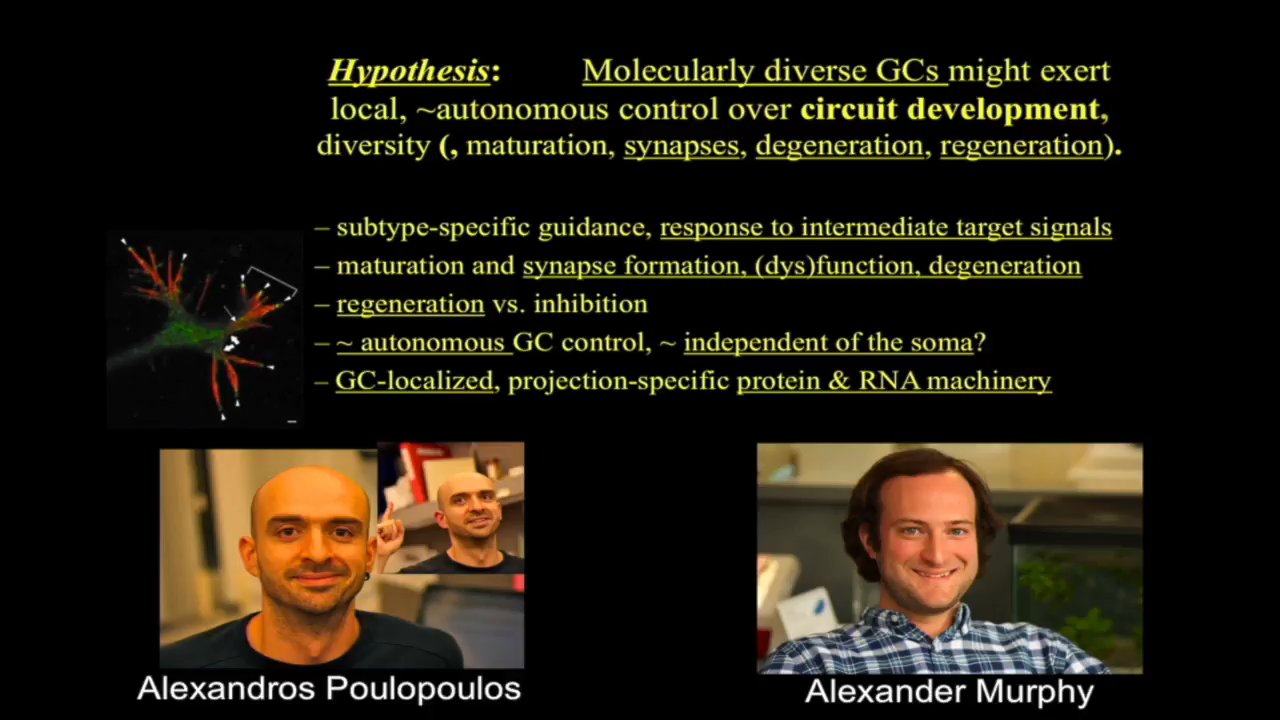 Hypothesis: Molecularly diverse GCs might exert
local, ~autonomous control over circuit development,
diversity (, maturation, synapses, degeneration, regeneration).
– subtype-specific guidance, response to intermediate target signals
– maturation and synapse formation, (dys)function, degeneration
– regeneration vs. inhibition
– ~ autonomous GC control, ~ independent of the soma?
– GC-localized, projection-specific protein & RNA machinery
Alexandros Poulopoulos
Alexander Murphy